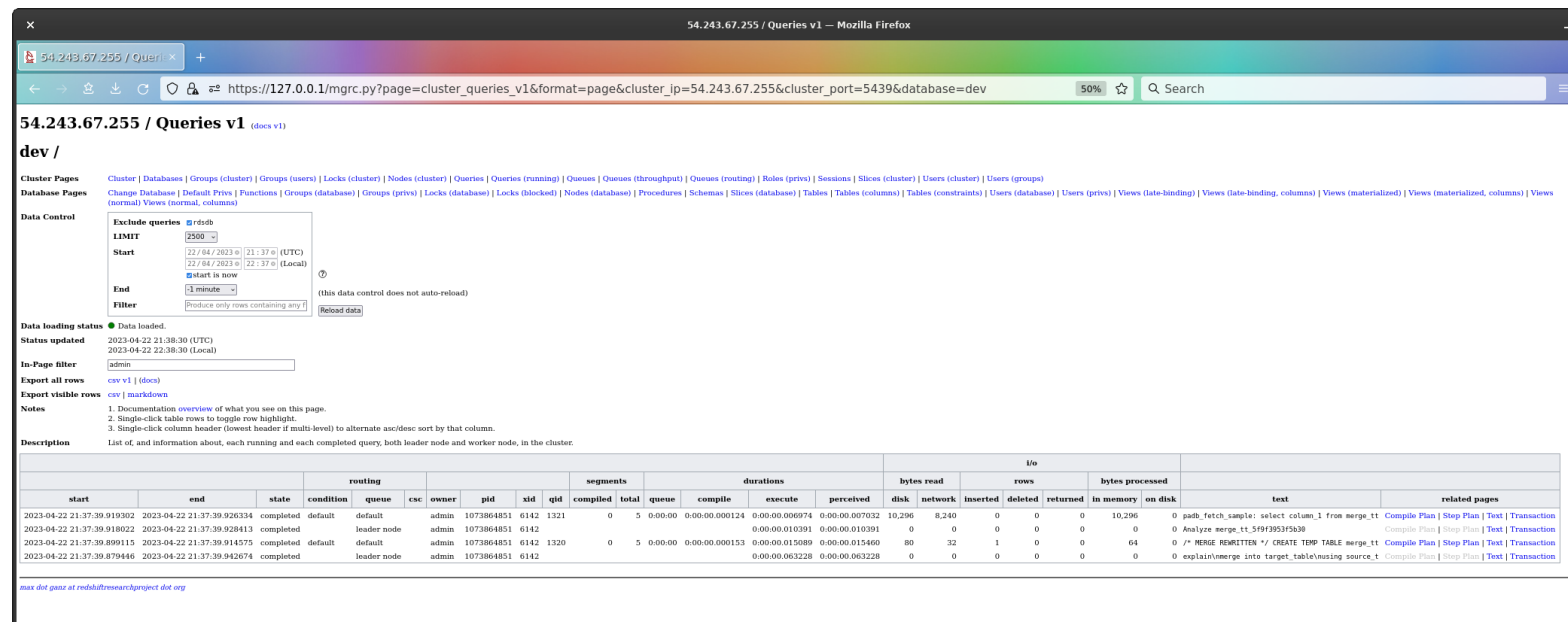 54.243.67.255 / Queries v1 — Mozilla Firefox
54.243.67.255 / Queri
https://127.0.0.1/mgrc.py?page=cluster_queries_v1&format=page&cluster_ip=54.243.67.255&cluster_port=5439&database=dev 50% Search
54.243.67.255 / Queries v1 (docs v1)
dev /
Cluster Pages Cluster | Databases | Groups (cluster) | Groups (users) | Locks (cluster) | Nodes (cluster) | Queries | Queries (running) | Queues | Queues (throughput) | Queues (routing) | Roles (privs) | Sessions | Slices (cluster) | Users (cluster) | Users (groups)
Database Pages Change Database | Default Privs | Functions | Groups (database) | Groups (privs) | Locks (database) | Locks (blocked) | Nodes (database) | Procedures | Schemas | Slices (database) | Tables | Tables (columns) | Tables (constraints) | Users (database) | Users (privs) | Views (late-binding) | Views (late-binding, columns) | Views (materialized) | Views (materialized, columns) | Views
(normal) Views (normal, columns)
Data Control
Exclude queries rdsdb
LIMIT 2500
Start 22/04/2023 21:37 (UTC)
22/04/2023 22:37 (Local)
start is now
End -1 minute
(this data control does not auto-reload)
Filter Produce only rows containing any f
Reload data
Data loading status Data loaded.
Status updated 2023-04-22 21:38:30 (UTC)
2023-04-22 22:38:30 (Local)
In-Page filter admin
Export all rows csv v1 | (docs)
Export visible rows csv | markdown
Notes 1. Documentation overview of what you see on this page.
2. Single-click table rows to toggle row highlight.
3. Single-click column header (lowest header if multi-level) to alternate asc/desc sort by that column.
Description List of, and information about, each running and each completed query, both leader node and worker node, in the cluster.
i/o
routing segments durations bytes read rows bytes processed
start end state condition queue csc owner pid xid qid compiled total queue compile execute perceived disk network inserted deleted returned in memory on disk text related pages
2023-04-22 21:37:39.919302 2023-04-22 21:37:39.926334 completed default default admin 1073864851 6142 1321 0 5 0:00:00 0:00:00.000124 0:00:00.006974 0:00:00.007032 10,296 8,240 0 0 0 10,296 0 padb_fetch_sample: select column_1 from merge_tt Compile Plan | Step Plan | Text | Transaction
2023-04-22 21:37:39.918022 2023-04-22 21:37:39.928413 completed leader node admin 1073864851 6142 0:00:00.010391 0:00:00.010391 0 0 0 0 0 0 0 Analyze merge_tt_5f9f3953f5b30 Compile Plan | Step Plan | Text | Transaction
2023-04-22 21:37:39.899115 2023-04-22 21:37:39.914575 completed default default admin 1073864851 6142 1320 0 5 0:00:00 0:00:00.000153 0:00:00.015089 0:00:00.015460 80 32 1 0 0 64 0 /* MERGE REWRITTEN */ CREATE TEMP TABLE merge_tt Compile Plan | Step Plan | Text | Transaction
2023-04-22 21:37:39.879446 2023-04-22 21:37:39.942674 completed leader node admin 1073864851 6142 0:00:00.063228 0:00:00.063228 0 0 0 0 0 0 0 explain\nmerge into target_table\nusing source_t Compile Plan | Step Plan | Text | Transaction
max dot ganz at redshiftresearchproject dot org